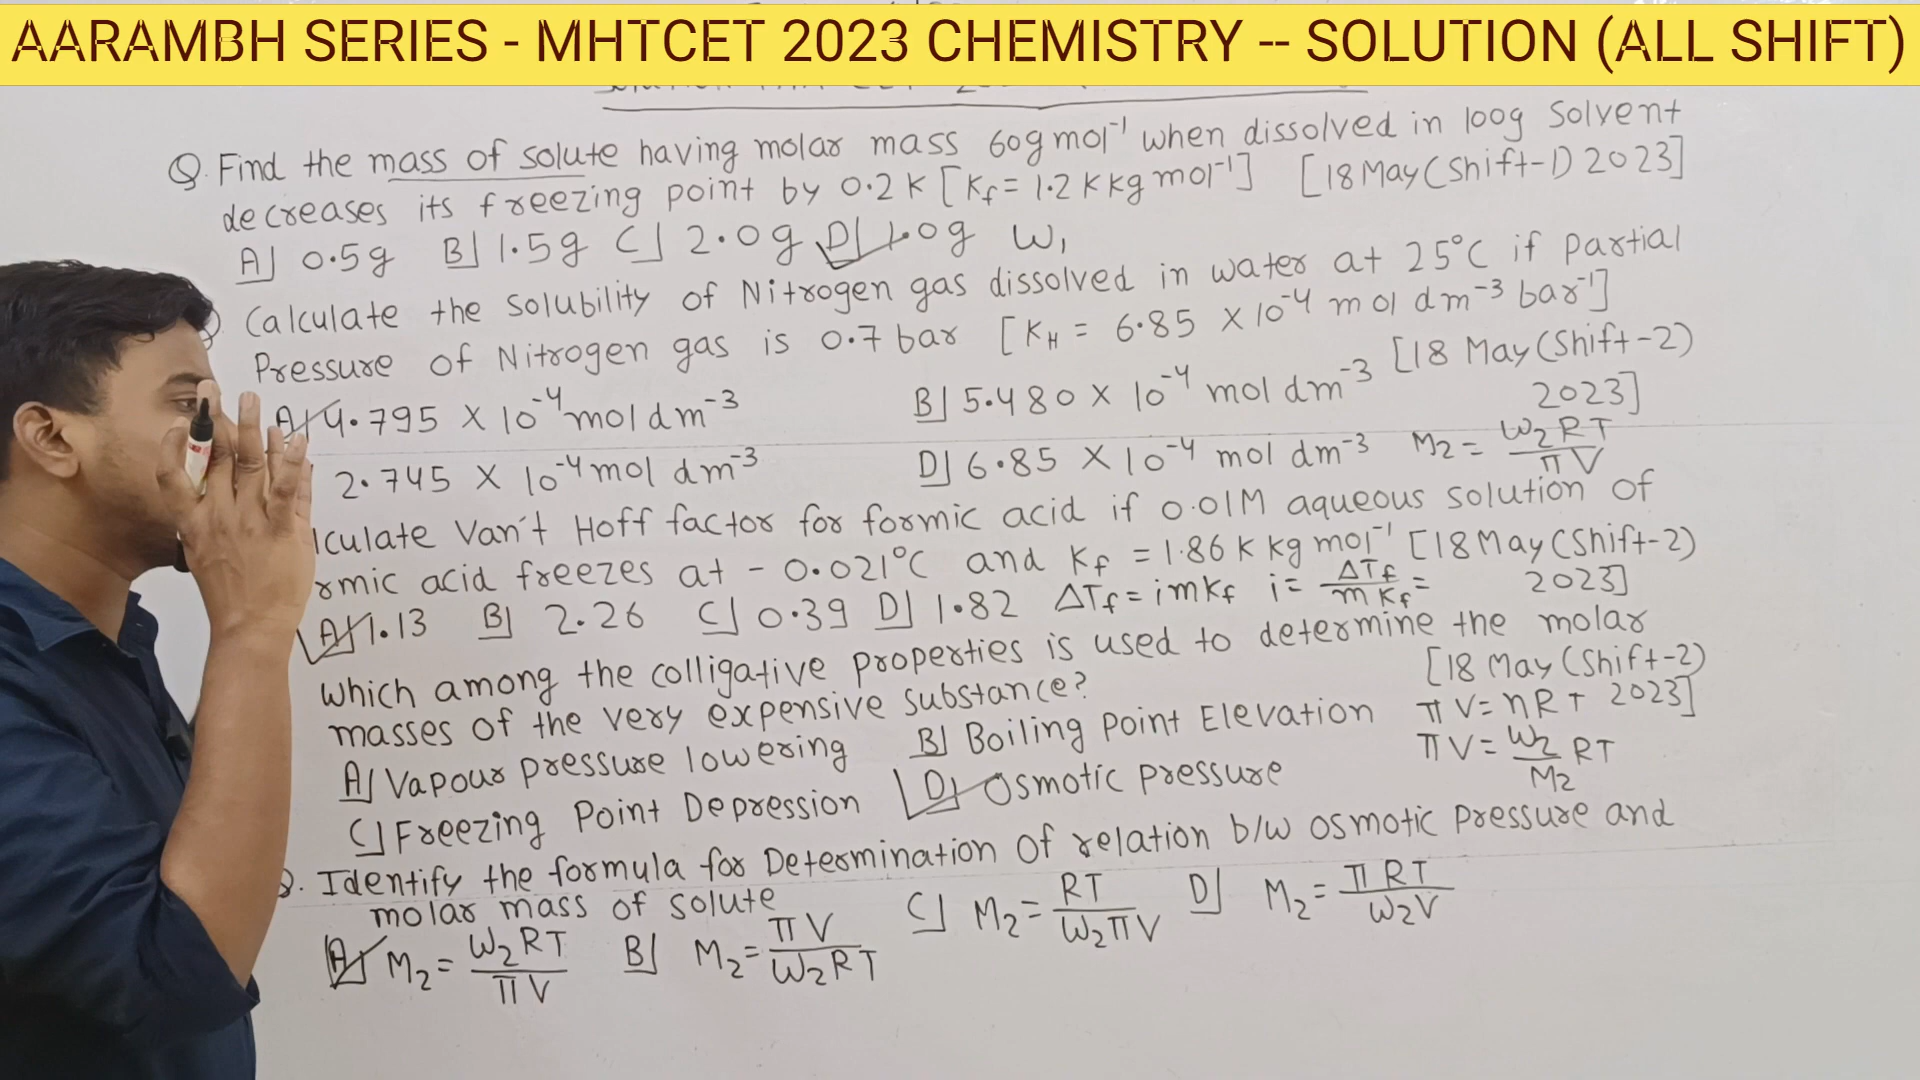 AARAMBH SERIES - MHTCET 2023 CHEMISTRY -- SOLUTION (ALL SHIFT)
Q. Find the mass of solute having molar mass 60g mol⁻¹ when dissolved in 100g Solvent
decreases its freezing point by 0.2 K [Kf = 1.2 K kg mol⁻¹] [18 May (Shift-1) 2023]
A] 0.5g B] 1.5g C] 2.0g D] 1.0g W₁
Calculate the solubility of Nitrogen gas dissolved in water at 25°C if partial
Pressure of Nitrogen gas is 0.7 bar [KH = 6.85 × 10⁻⁴ mol dm⁻³ bar⁻¹]
[18 May (Shift-2) 2023]
A] 4.795 × 10⁻⁴ mol dm⁻³ B] 5.480 × 10⁻⁴ mol dm⁻³
2.745 × 10⁻⁴ mol dm⁻³ D] 6.85 × 10⁻⁴ mol dm⁻³ M₂ = W₂RT/πV
lculate Van't Hoff factor for formic acid if 0.01M aqueous solution of
rmic acid freezes at - 0.021°C and Kf = 1.86 K kg mol⁻¹ [18 May (Shift-2) 2023]
A] 1.13 B] 2.26 C] 0.39 D] 1.82 ΔTf = imKf i = ΔTf/m Kf =
Which among the colligative properties is used to determine the molar
masses of the very expensive substance? [18 May (Shift-2) 2023]
A] Vapour pressure lowering B] Boiling Point Elevation πV = nRT
C] Freezing Point Depression D] Osmotic pressure πV = W₂/M₂ RT
Q. Identify the formula for Determination of relation b/w osmotic pressure and
molar mass of solute
A] M₂ = W₂RT/πV B] M₂ = πV/W₂RT C] M₂ = RT/W₂πV D] M₂ = πRT/W₂V